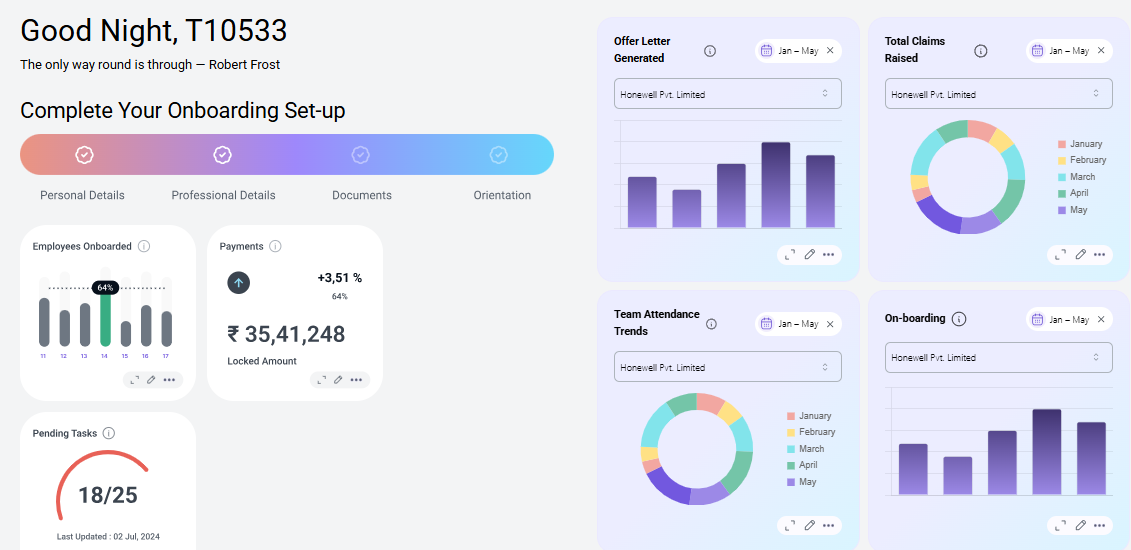 Good Night, T10533
The only way round is through — Robert Frost
Complete Your Onboarding Set-up
Personal Details
Professional Details
Documents
Orientation
Employees Onboarded
64%
11 12 13 14 15 16 17
Payments
+3,51 %
64%
₹ 35,41,248
Locked Amount
Pending Tasks
18/25
Last Updated : 02 Jul, 2024
Offer Letter
Generated
Jan – May
Honewell Pvt. Limited
Total Claims
Raised
Jan – May
Honewell Pvt. Limited
January
February
March
April
May
Team Attendance
Trends
Jan – May
Honewell Pvt. Limited
January
February
March
April
May
On-boarding
Jan – May
Honewell Pvt. Limited